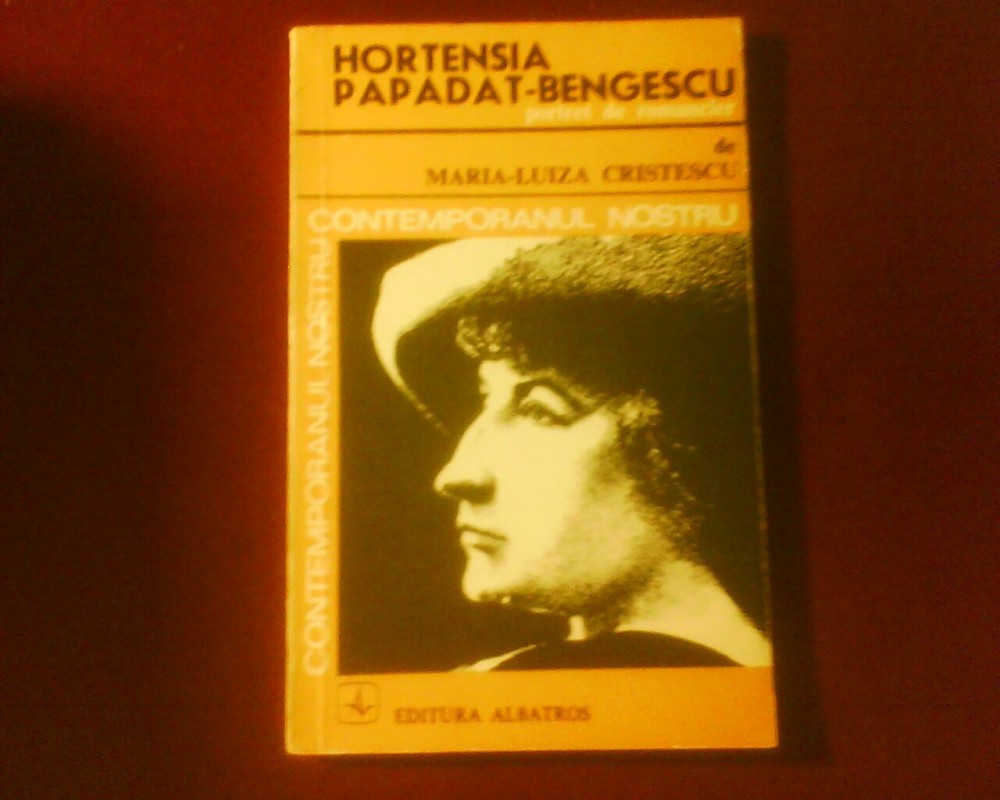 HORTENSIA
PAPADAT-BENGESCU
portret de romancier
de
MARIA-LUIZA CRISTESCU
CONTEMPORANUL NOSTRU
CONTEMPORANUL NOSTRU
EDITURA ALBATROS